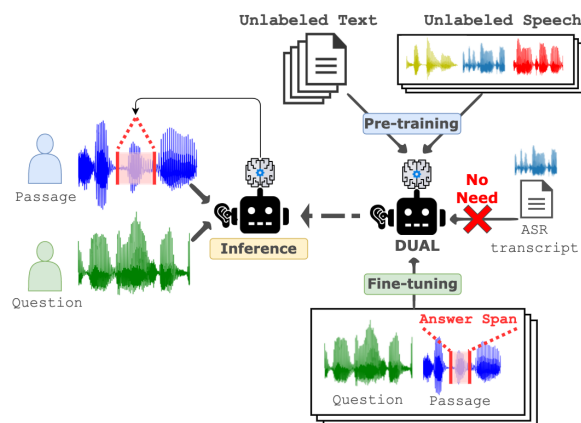 Unlabeled Text
Unlabeled Speech
Pre-training
Passage
No
Need
ASR
transcript
DUAL
Inference
Question
Fine-tuning
Answer Span
Question
Passage